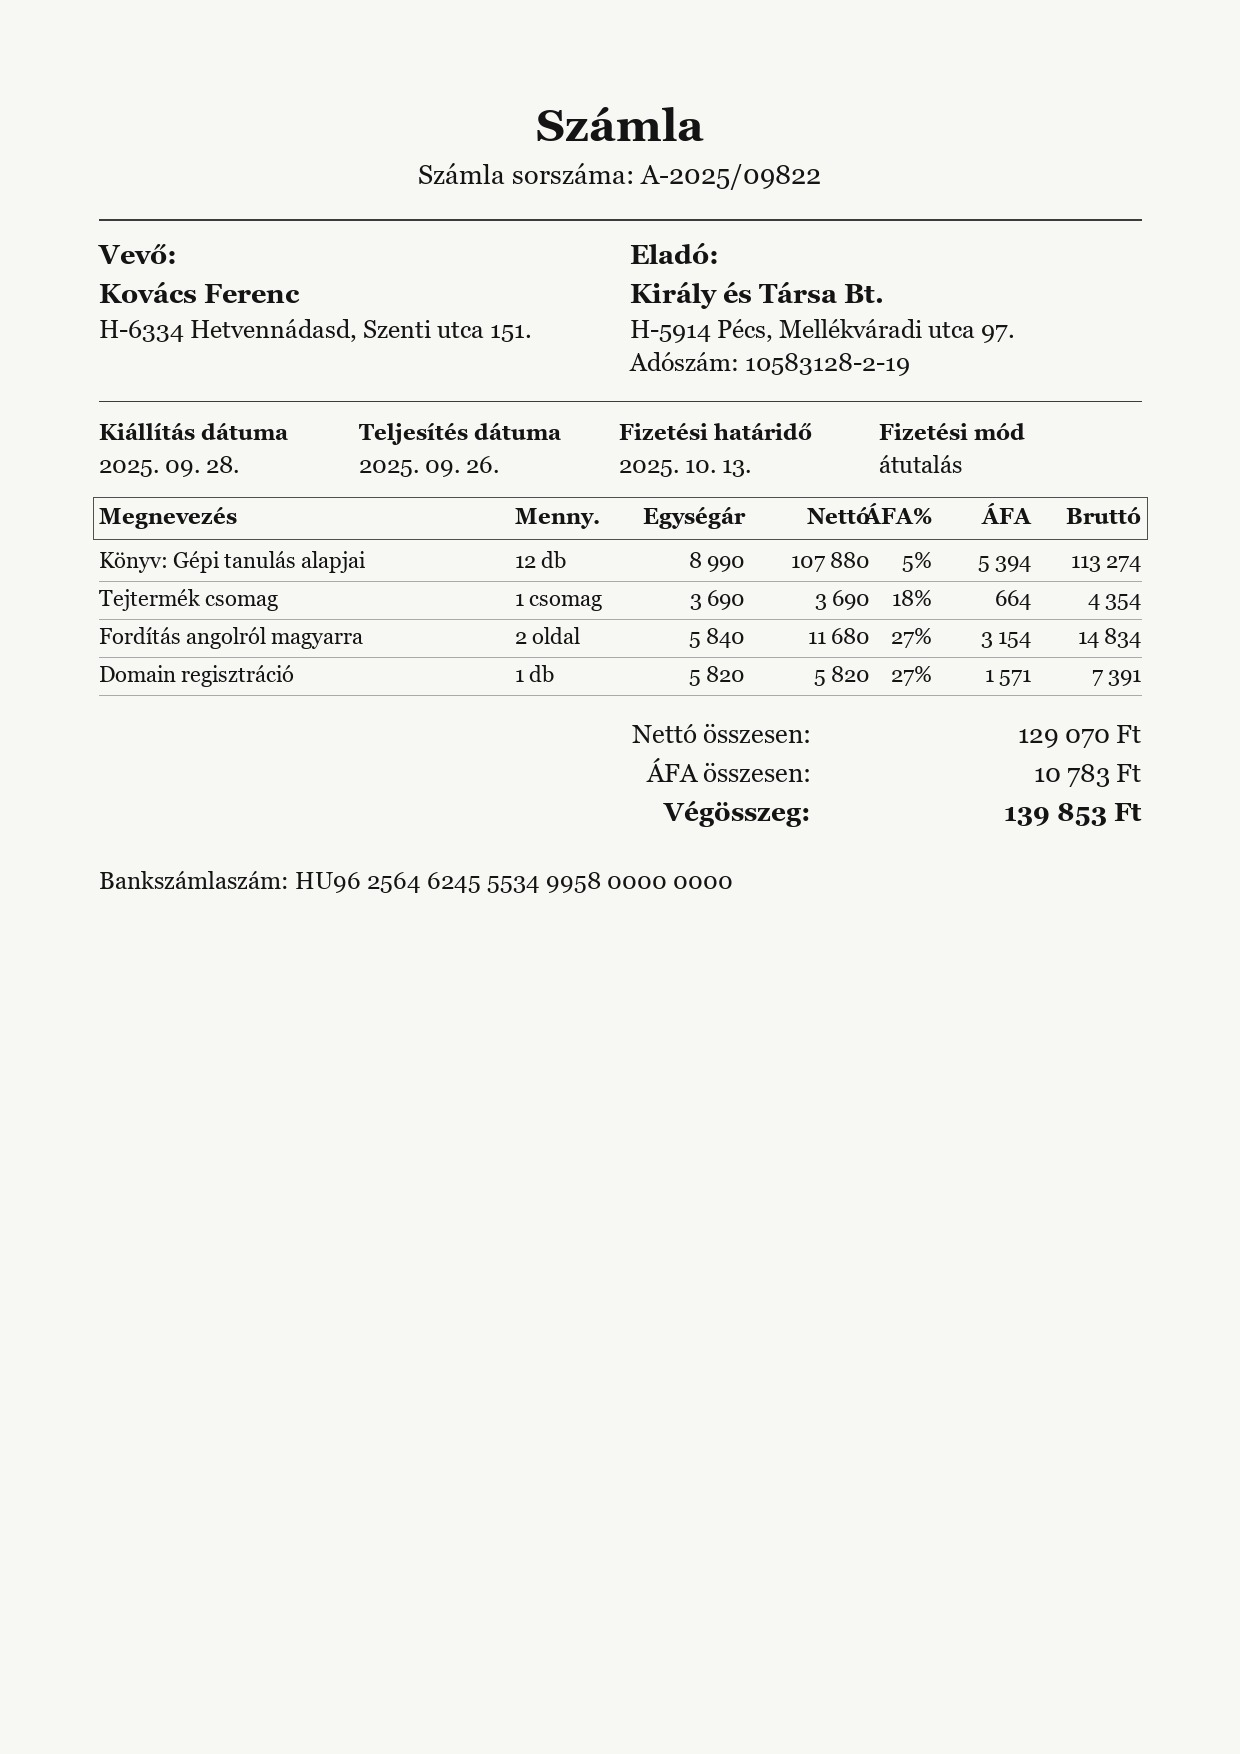 Számla
Számla sorszáma: A-2025/09822
Vevő:
Kovács Ferenc
H-6334 Hetvennádasd, Szenti utca 151.
Eladó:
Király és Társa Bt.
H-5914 Pécs, Mellékváradi utca 97.
Adószám: 10583128-2-19
Kiállítás dátuma Teljesítés dátuma Fizetési határidő Fizetési mód
2025. 09. 28. 2025. 09. 26. 2025. 10. 13. átutalás
Megnevezés Menny. Egységár Nettó ÁFA% ÁFA Bruttó
Könyv: Gépi tanulás alapjai 12 db 8 990 107 880 5% 5 394 113 274
Tejtermék csomag 1 csomag 3 690 3 690 18% 664 4 354
Fordítás angolról magyarra 2 oldal 5 840 11 680 27% 3 154 14 834
Domain regisztráció 1 db 5 820 5 820 27% 1 571 7 391
Nettó összesen: 129 070 Ft
ÁFA összesen: 10 783 Ft
Végösszeg: 139 853 Ft
Bankszámlaszám: HU96 2564 6245 5534 9958 0000 0000